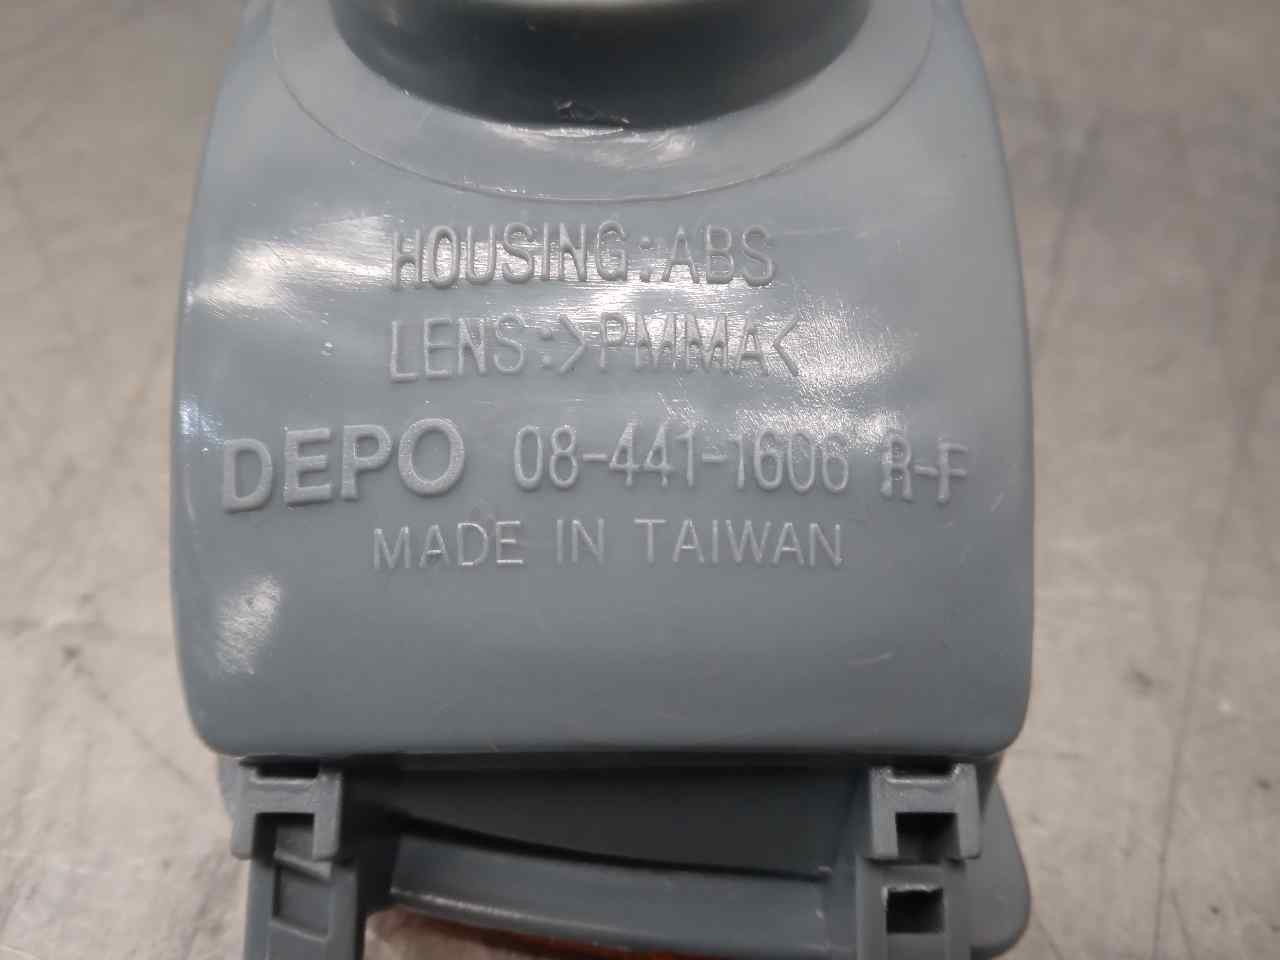 HOUSING:ABS
LENS:>PMMA<
DEPO 08-441-1606 R-F
MADE IN TAIWAN